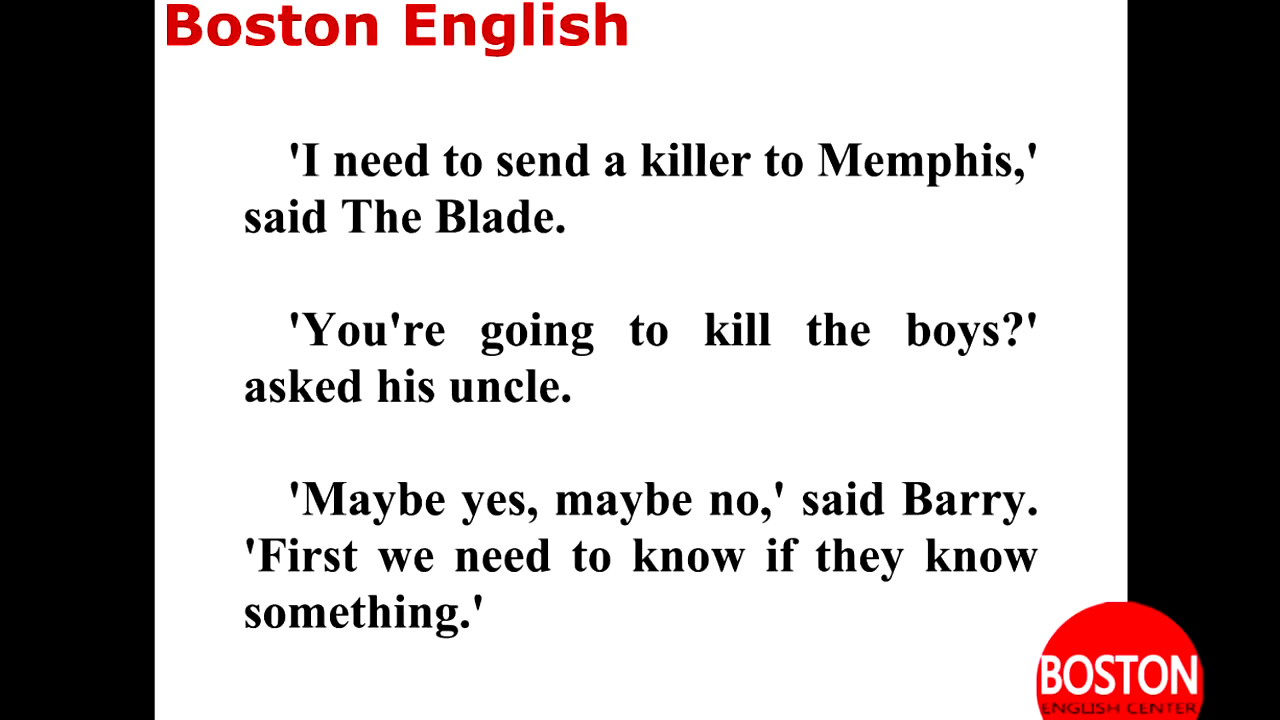 Boston English
'I need to send a killer to Memphis,'
said The Blade.
'You're going to kill the boys?'
asked his uncle.
'Maybe yes, maybe no,' said Barry.
'First we need to know if they know
something.'
BOSTON
ENGLISH CENTER